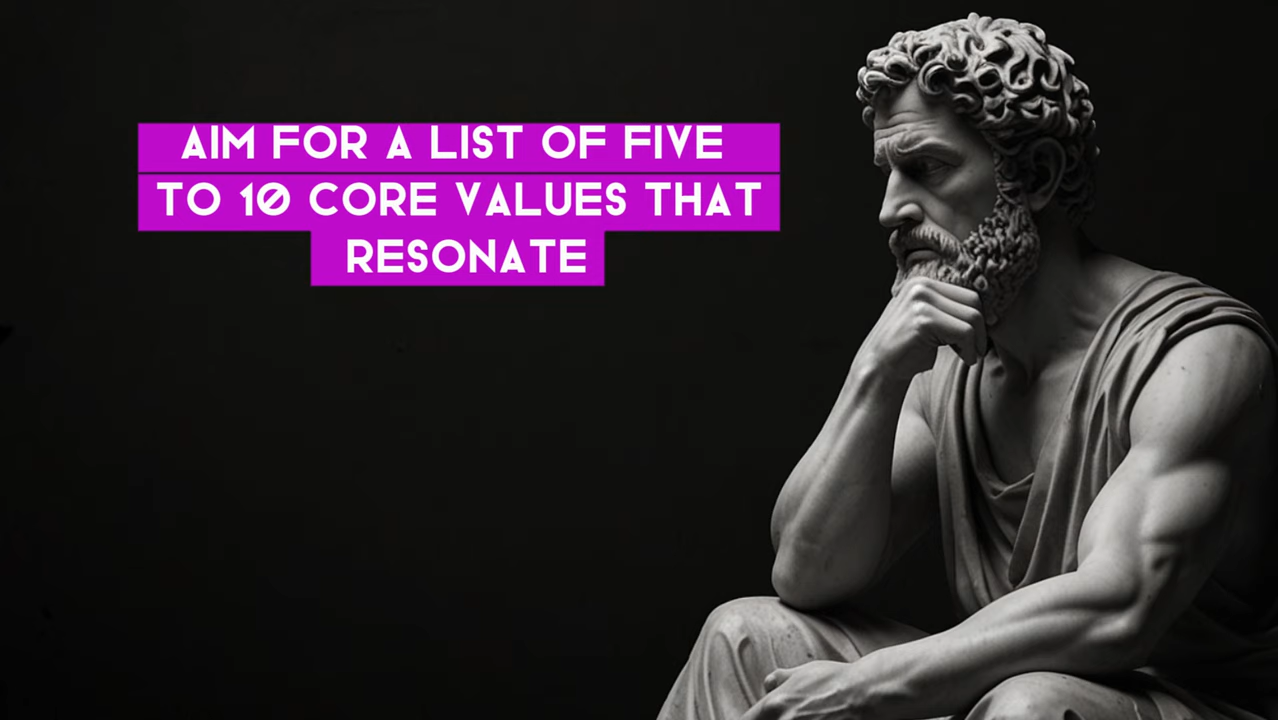 AIM FOR A LIST OF FIVE
TO 10 CORE VALUES THAT
RESONATE